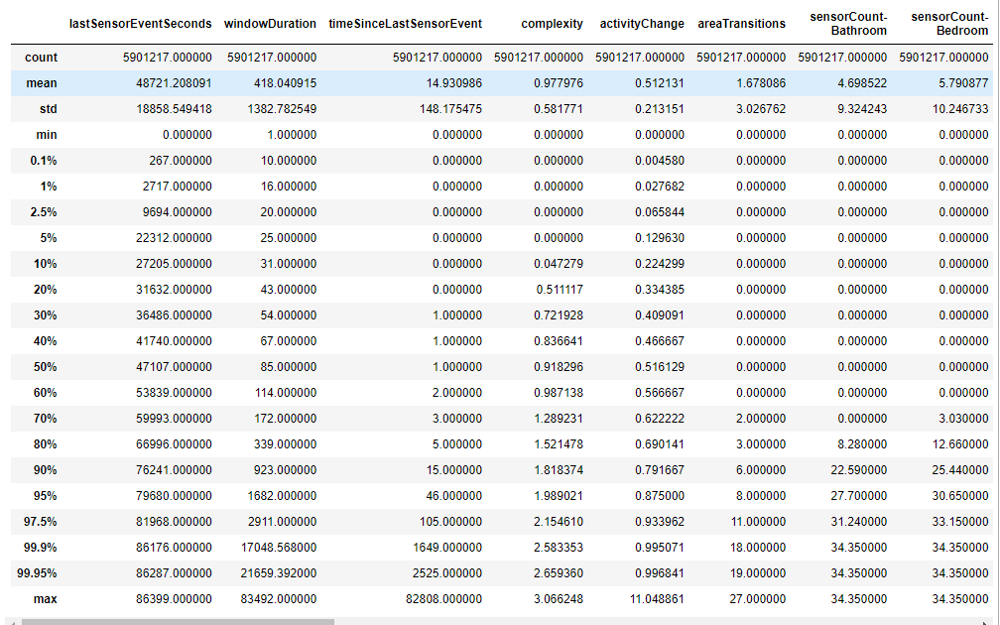 lastSensorEventSeconds windowDuration timeSinceLastSensorEvent complexity activityChange areaTransitions sensorCount-Bathroom sensorCount-Bedroom
count 5901217.000000 5901217.000000 5901217.000000 5901217.000000 5901217.000000 5901217.000000 5901217.000000 5901217.000000
mean 48721.208091 418.040915 14.930986 0.977976 0.512131 1.678086 4.698522 5.790877
std 18858.549418 1382.782549 148.175475 0.581771 0.213151 3.026762 9.324243 10.246733
min 0.000000 1.000000 0.000000 0.000000 0.000000 0.000000 0.000000 0.000000
0.1% 267.000000 10.000000 0.000000 0.000000 0.004580 0.000000 0.000000 0.000000
1% 2717.000000 16.000000 0.000000 0.000000 0.027682 0.000000 0.000000 0.000000
2.5% 9694.000000 20.000000 0.000000 0.000000 0.065844 0.000000 0.000000 0.000000
5% 22312.000000 25.000000 0.000000 0.000000 0.129630 0.000000 0.000000 0.000000
10% 27205.000000 31.000000 0.000000 0.047279 0.224299 0.000000 0.000000 0.000000
20% 31632.000000 43.000000 0.000000 0.511117 0.334385 0.000000 0.000000 0.000000
30% 36486.000000 54.000000 1.000000 0.721928 0.409091 0.000000 0.000000 0.000000
40% 41740.000000 67.000000 1.000000 0.836641 0.466667 0.000000 0.000000 0.000000
50% 47107.000000 85.000000 1.000000 0.918296 0.516129 0.000000 0.000000 0.000000
60% 53839.000000 114.000000 2.000000 0.987138 0.566667 0.000000 0.000000 0.000000
70% 59993.000000 172.000000 3.000000 1.289231 0.622222 2.000000 0.000000 3.030000
80% 66996.000000 339.000000 5.000000 1.521478 0.690141 3.000000 8.280000 12.660000
90% 76241.000000 923.000000 15.000000 1.818374 0.791667 6.000000 22.590000 25.440000
95% 79680.000000 1682.000000 46.000000 1.989021 0.875000 8.000000 27.700000 30.650000
97.5% 81968.000000 2911.000000 105.000000 2.154610 0.933962 11.000000 31.240000 33.150000
99.9% 86176.000000 17048.568000 1649.000000 2.583353 0.995071 18.000000 34.350000 34.350000
99.95% 86287.000000 21659.392000 2525.000000 2.659360 0.996841 19.000000 34.350000 34.350000
max 86399.000000 83492.000000 82808.000000 3.066248 11.048861 27.000000 34.350000 34.350000